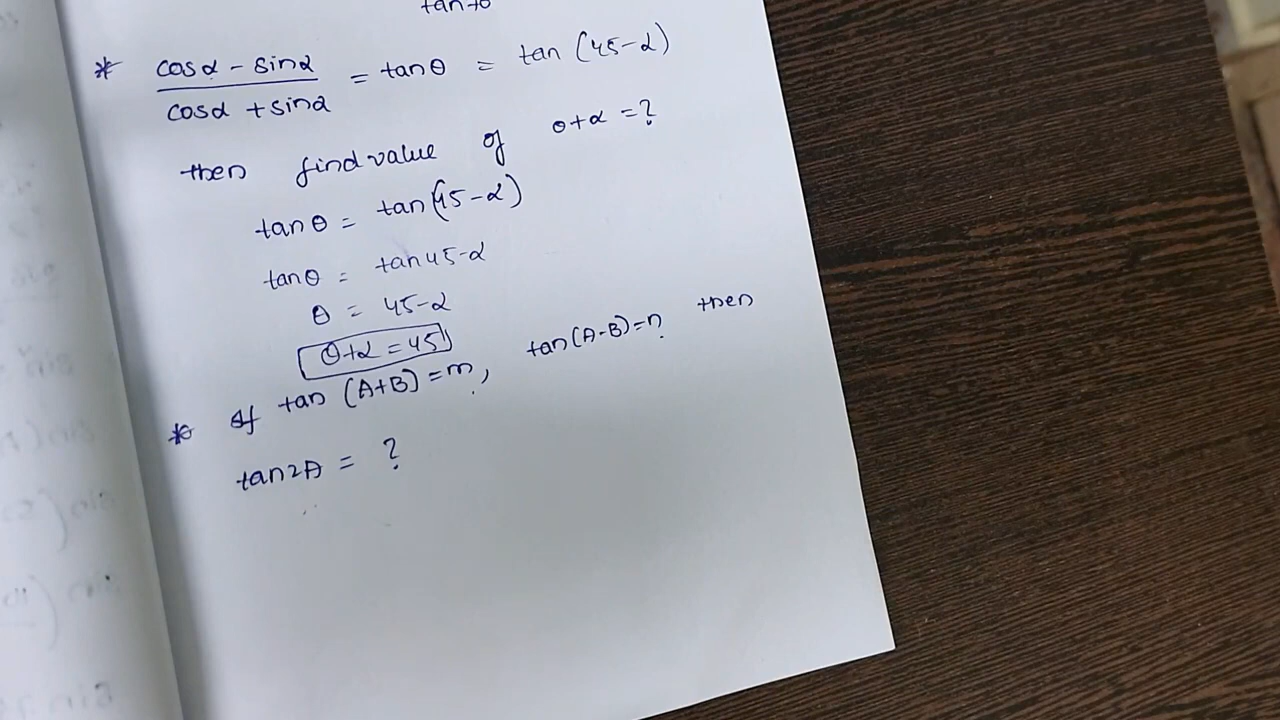 * cosα - sinα / cosα + sinα = tanθ = tan (45-α)
then find value of θ+α = ?
tanθ = tan(45-α)
tanθ = tan45-α
θ = 45-α
θ+α = 45
* If tan (A+B) = m, tan(A-B)=n then
tan2A = ?